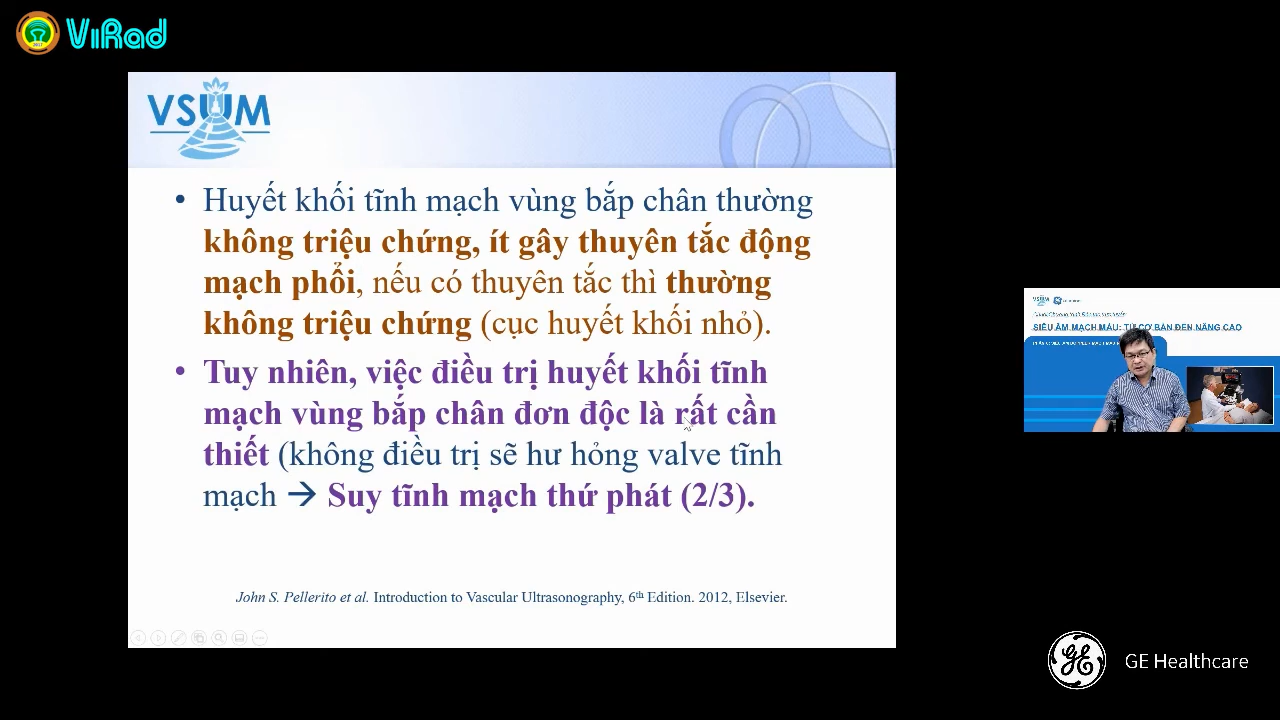 ViRad
VSUM
• Huyết khối tĩnh mạch vùng bắp chân thường
không triệu chứng, ít gây thuyên tắc động
mạch phổi, nếu có thuyên tắc thì thường
không triệu chứng (cục huyết khối nhỏ).
• Tuy nhiên, việc điều trị huyết khối tĩnh
mạch vùng bắp chân đơn độc là rất cần
thiết (không điều trị sẽ hư hỏng valve tĩnh
mạch → Suy tĩnh mạch thứ phát (2/3).
John S. Pellerito et al. Introduction to Vascular Ultrasonography, 6th Edition. 2012, Elsevier.
VSUM
SIÊU ÂM MẠCH MÁU: TỪ CƠ BẢN ĐẾN NÂNG CAO
GE Healthcare